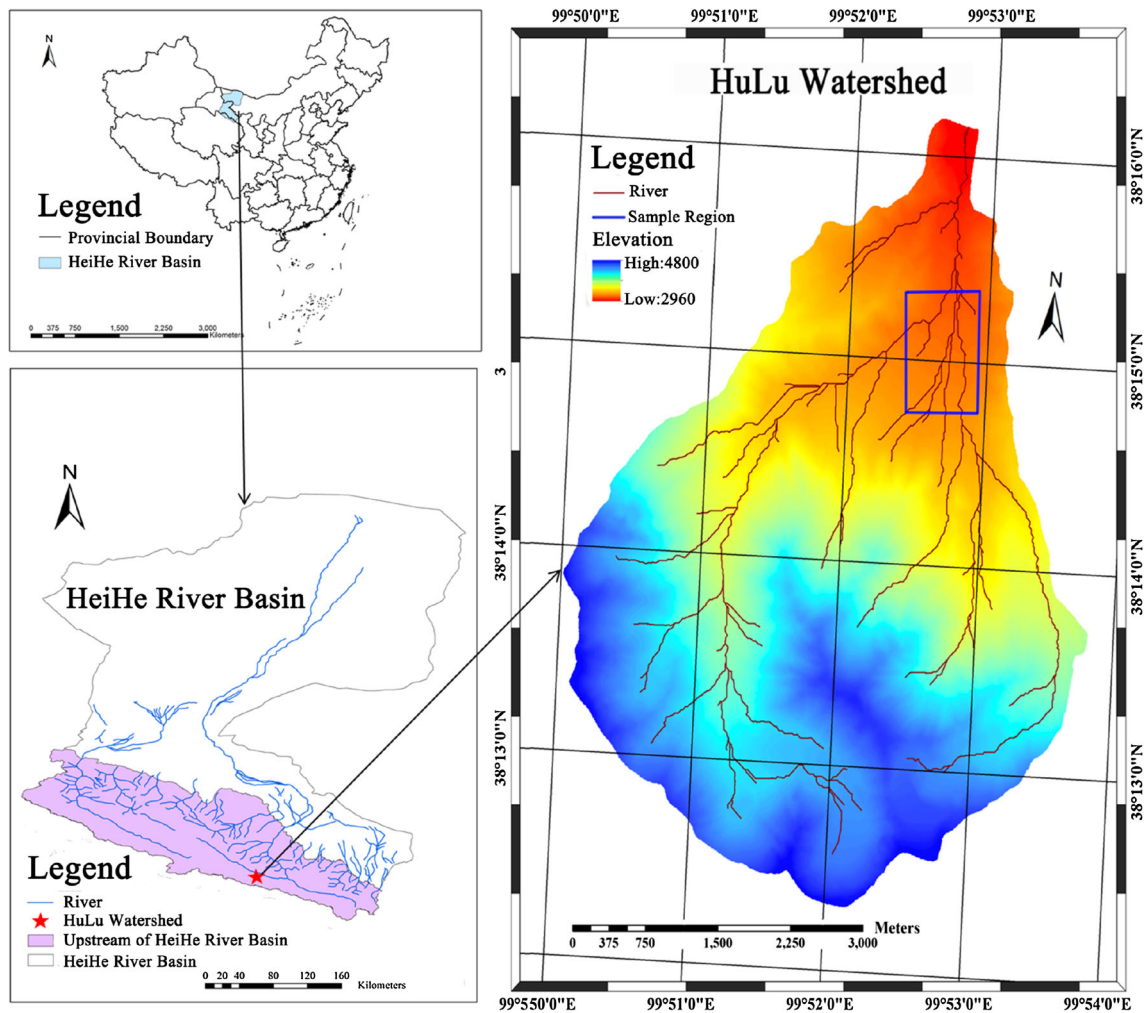 N
Legend
Provincial Boundary
HeiHe River Basin
0 375 750 1,500 2,250 3,000
Kilometers
N
HeiHe River Basin
Legend
River
HuLu Watershed
Upstream of HeiHe River Basin
HeiHe River Basin
0 20 40 80 120 160
Kilometers
99°50'0"E 99°51'0"E 99°52'0"E 99°53'0"E
HuLu Watershed
Legend
River
Sample Region
Elevation
High:4800
Low:2960
N
38°16'0"N
38°15'0"N
38°14'0"N
38°13'0"N
3
38°14'0"N
38°13'0"N
0 375 750 1,500 2,250 3,000 Meters
99°550'0"E 99°51'0"E 99°52'0"E 99°53'0"E 99°54'0"E